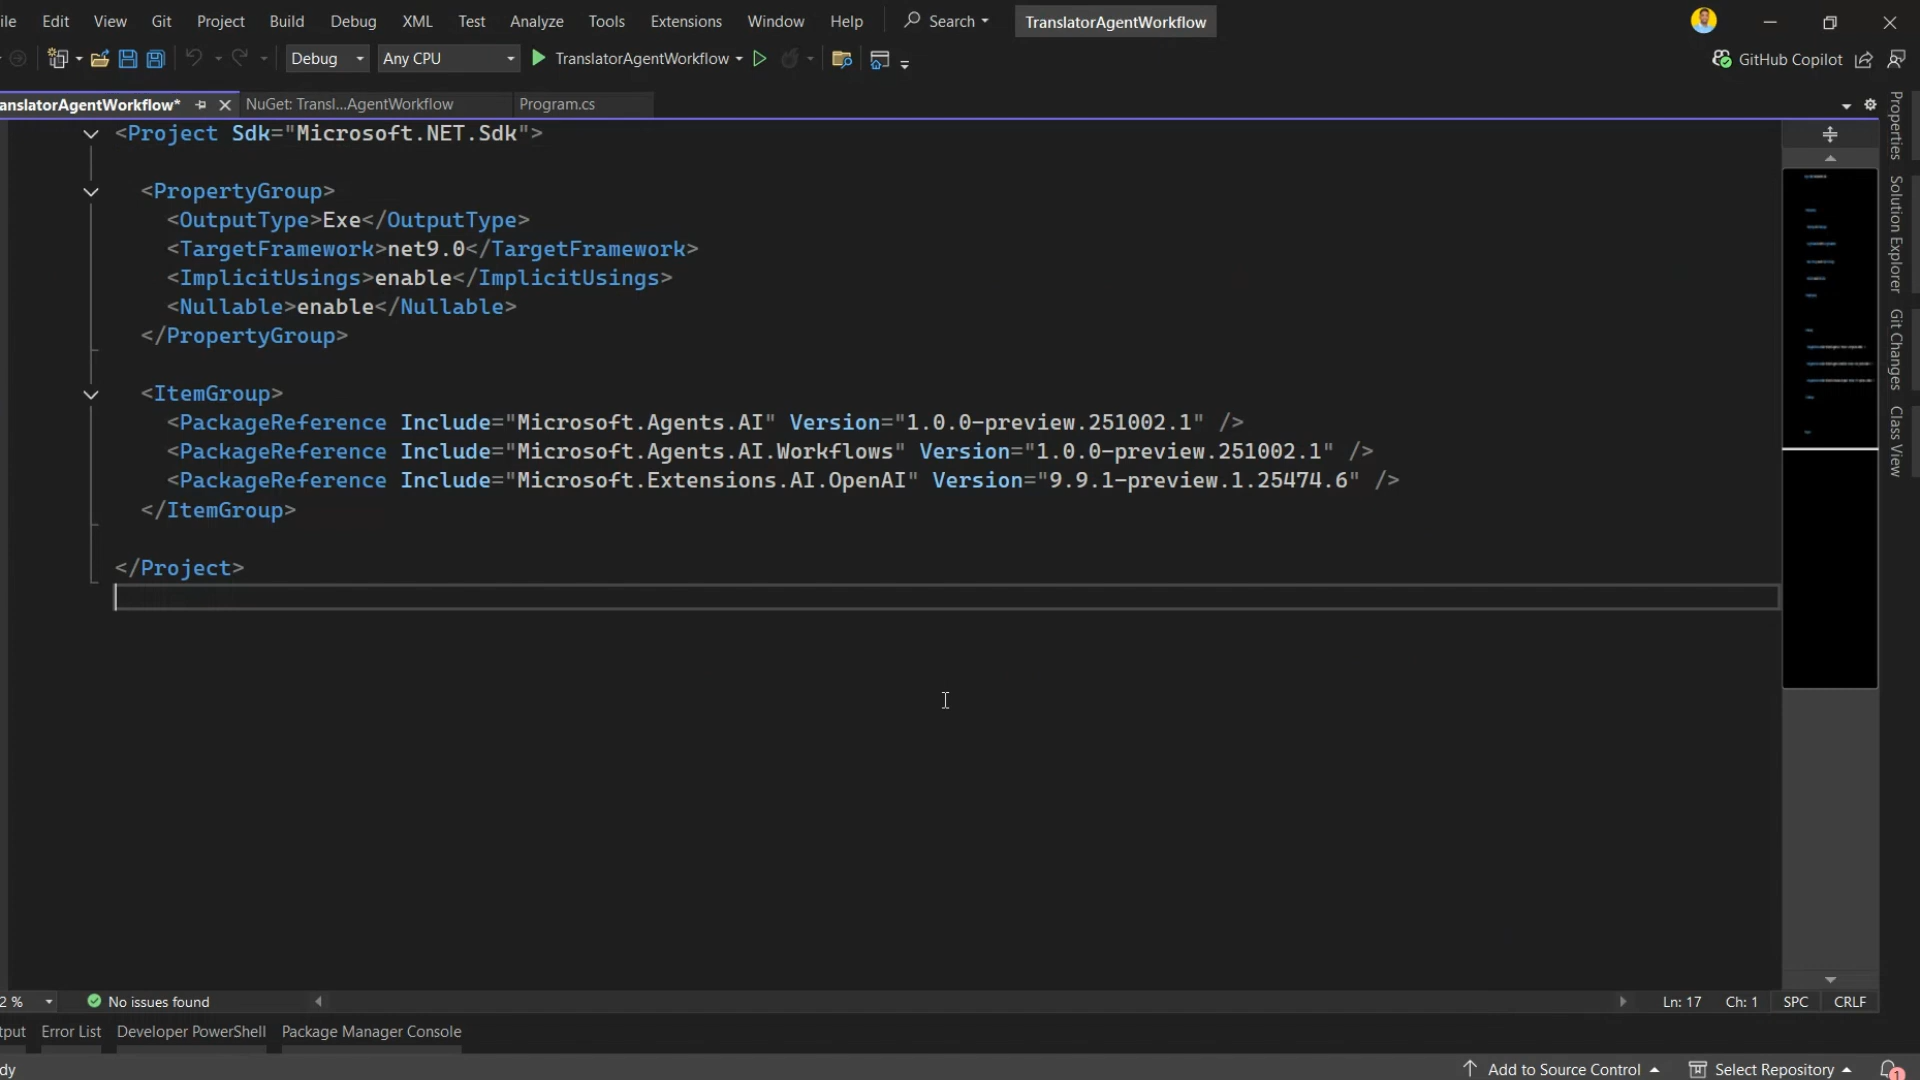 ile Edit View Git Project Build Debug XML Test Analyze Tools Extensions Window Help Search TranslatorAgentWorkflow
Debug Any CPU TranslatorAgentWorkflow GitHub Copilot
anslatorAgentWorkflow* NuGet: Transl...AgentWorkflow Program.cs
<Project Sdk="Microsoft.NET.Sdk">
<PropertyGroup>
<OutputType>Exe</OutputType>
<TargetFramework>net9.0</TargetFramework>
<ImplicitUsings>enable</ImplicitUsings>
<Nullable>enable</Nullable>
</PropertyGroup>
<ItemGroup>
<PackageReference Include="Microsoft.Agents.AI" Version="1.0.0-preview.251002.1" />
<PackageReference Include="Microsoft.Agents.AI.Workflows" Version="1.0.0-preview.251002.1" />
<PackageReference Include="Microsoft.Extensions.AI.OpenAI" Version="9.9.1-preview.1.25474.6" />
</ItemGroup>
</Project>
Properties
Solution Explorer
Git Changes
Class View
2 % No issues found Ln: 17 Ch: 1 SPC CRLF
tput Error List Developer PowerShell Package Manager Console
dy Add to Source Control Select Repository 1